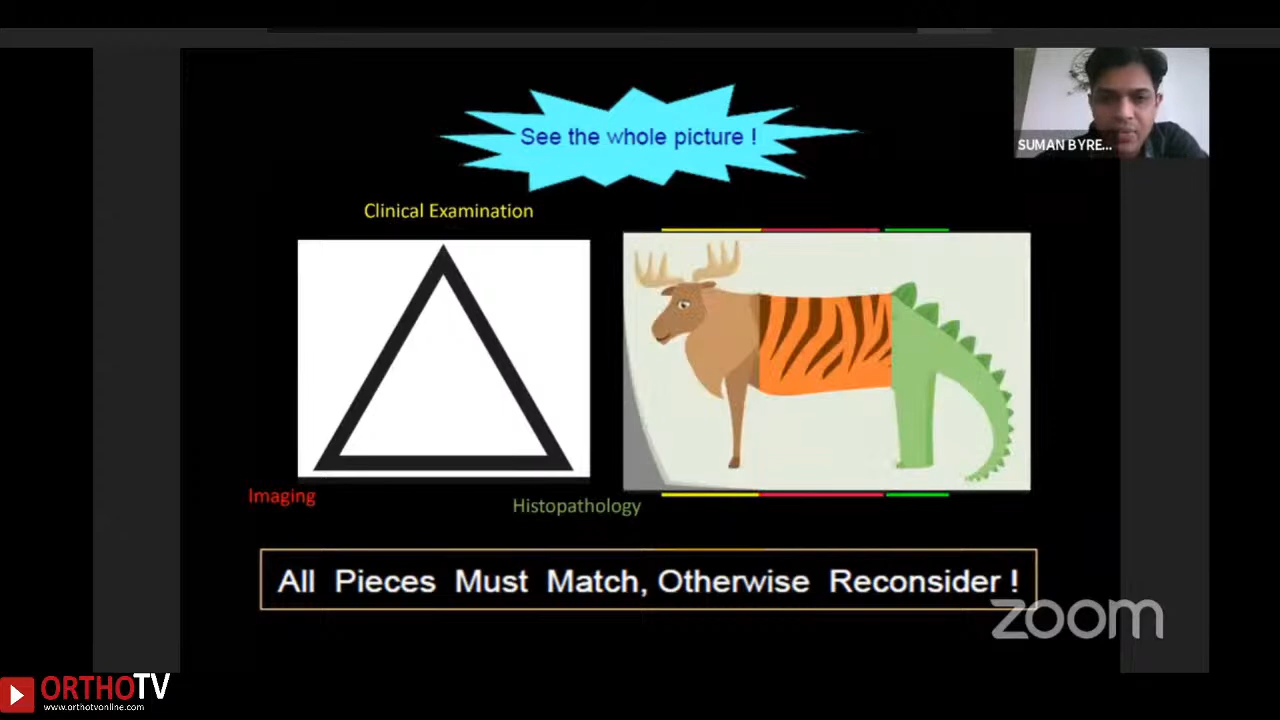 See the whole picture !
SUMAN BYRE...
Clinical Examination
Imaging
Histopathology
All Pieces Must Match, Otherwise Reconsider !
zoom
ORTHOTV
www.orthotvonline.com